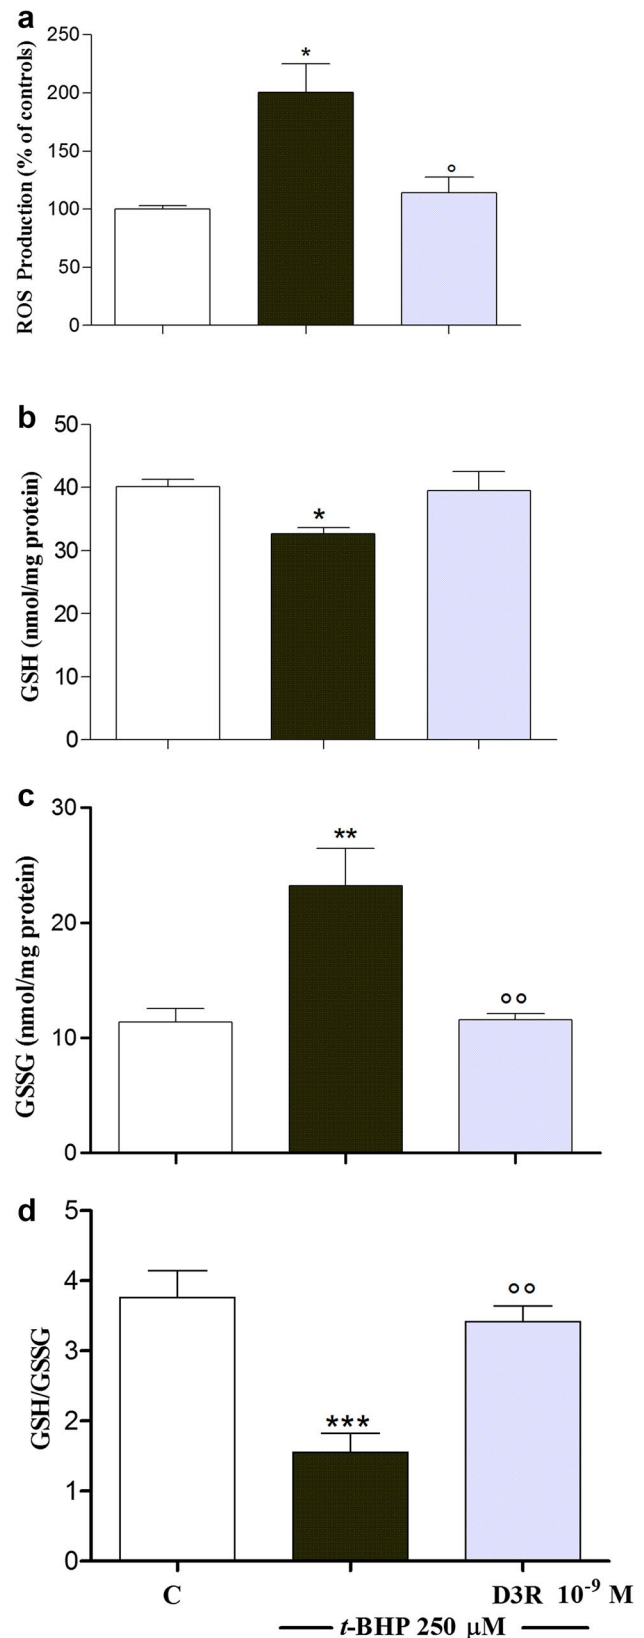 a
ROS Production (% of controls)
250
200
150
100
50
0
*
°
b
GSH (nmol/mg protein)
50
40
30
20
10
0
*
c
GSSG (nmol/mg protein)
30
20
10
0
**
°°
d
GSH/GSSG
5
4
3
2
1
0
***
°°
C
D3R 10⁻⁹ M
t-BHP 250 μM